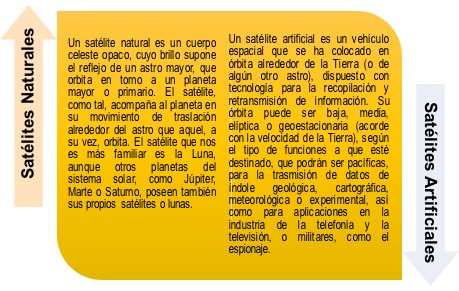 Satélites Naturales
Un satélite natural es un cuerpo
celeste opaco, cuyo brillo supone
el reflejo de un astro mayor, que
orbita en torno a un planeta
mayor o primario. El satélite,
como tal, acompaña al planeta en
su movimiento de traslación
alrededor del astro que aquel, a
su vez, orbita. El satélite que nos
es más familiar es la Luna,
aunque otros planetas del
sistema solar, como Júpiter,
Marte o Saturno, poseen también
sus propios satélites o lunas.
Un satélite artificial es un vehículo
espacial que se ha colocado en
órbita alrededor de la Tierra (o de
algún otro astro), dispuesto con
tecnología para la recopilación y
retransmisión de información. Su
órbita puede ser baja, media,
elíptica o geoestacionaria (acorde
con la velocidad de la Tierra), según
el tipo de funciones a que esté
destinado, que podrán ser pacíficas,
para la trasmisión de datos de
índole geológica, cartográfica,
meteorológica o experimental, así
como para aplicaciones en la
industria de la telefonía y la
televisión, o militares, como el
espionaje.
Satélites Artificiales